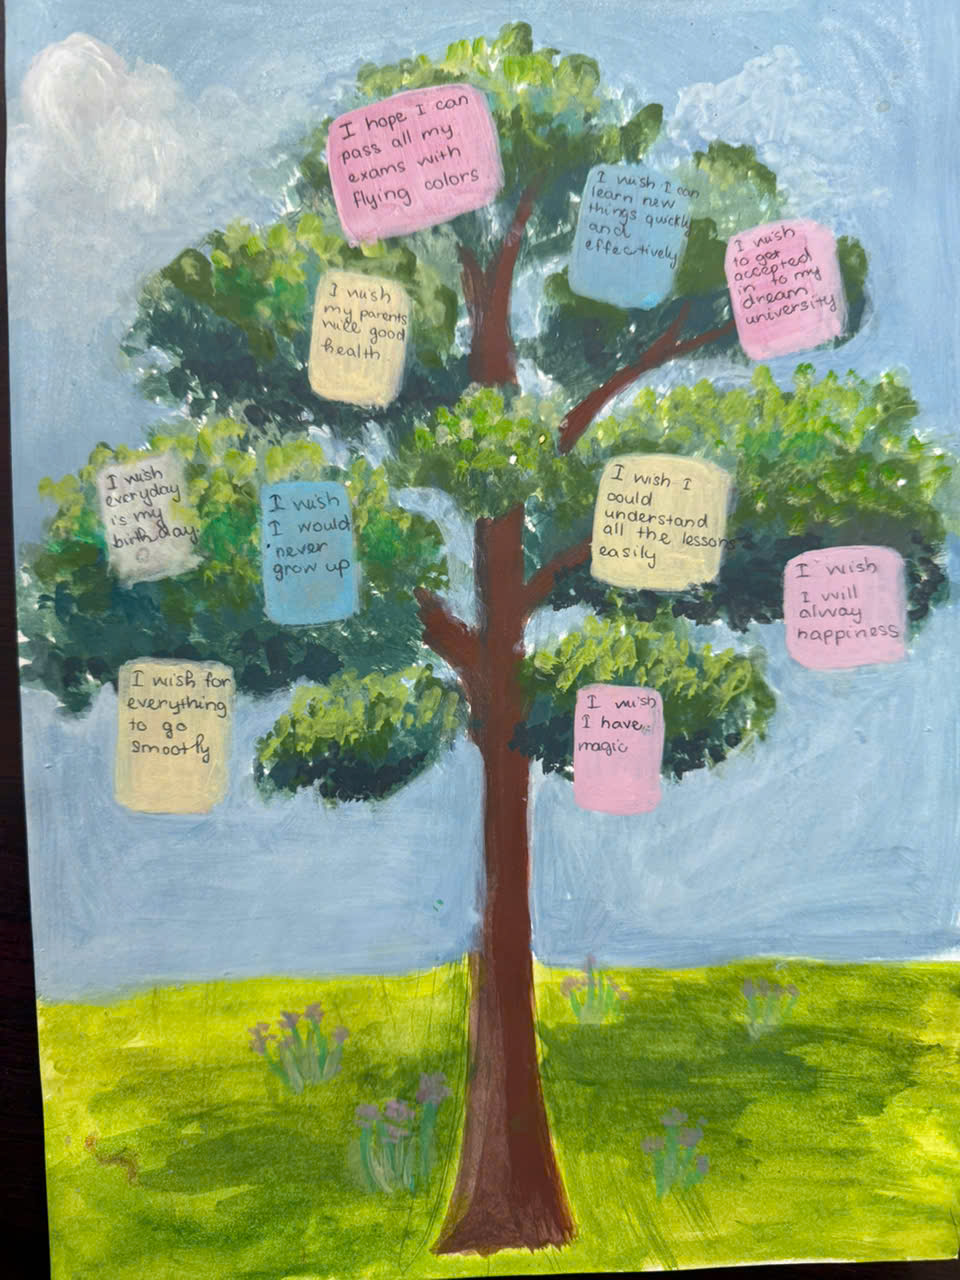 I hope I can
pass all my
exams with
flying colors
I wish I can
learn new
things quickly
and
effectively
I wish
to get
accepted
in to my
dream
university
I wish
my parents
will good
health
I wish
everyday
is my
birthday.
I wish
I would
never
grow up
I wish I
could
understand
all the lessons
easily
I wish
I will
alway
happiness
I wish for
everything
to go
smootly
I wish
I have
magic